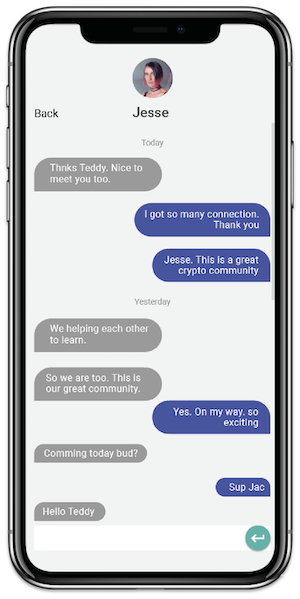 Jesse
Back
Today
Thnks Teddy. Nice to
meet you too.
I got so many connection.
Thank you
Jesse. This is a great
crypto community
Yesterday
We helping each other
to learn.
So we are too. This is
our great community.
Yes. On my way. so
exciting
Comming today bud?
Sup Jac
Hello Teddy